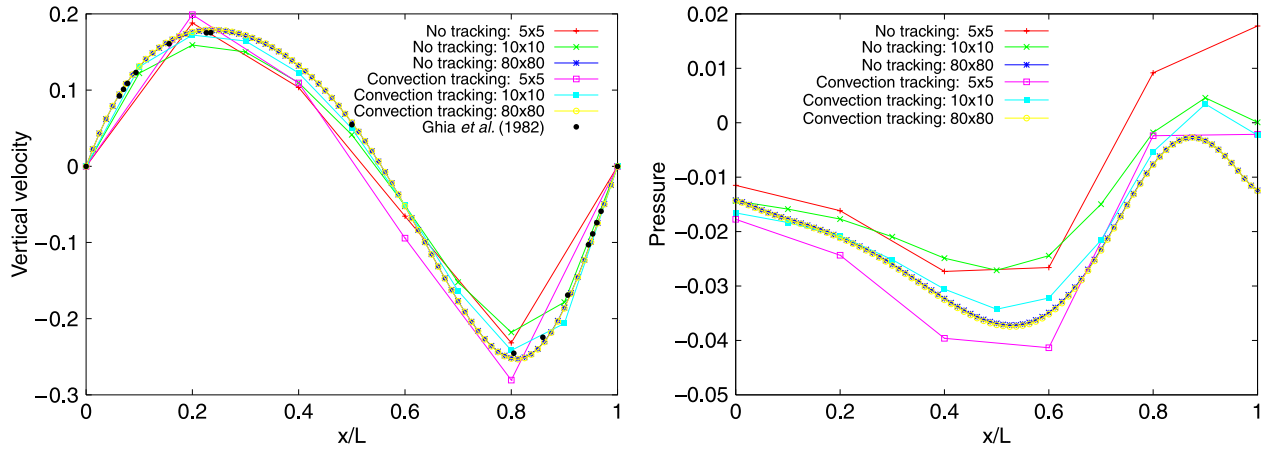 0.2
0.1
0
−0.1
−0.2
−0.3
Vertical velocity
0
0.2
0.4
0.6
0.8
1
x/L
No tracking: 5x5
No tracking: 10x10
No tracking: 80x80
Convection tracking: 5x5
Convection tracking: 10x10
Convection tracking: 80x80
Ghia et al. (1982)
0.02
0.01
0
−0.01
−0.02
−0.03
−0.04
−0.05
Pressure
0
0.2
0.4
0.6
0.8
1
x/L
No tracking: 5x5
No tracking: 10x10
No tracking: 80x80
Convection tracking: 5x5
Convection tracking: 10x10
Convection tracking: 80x80